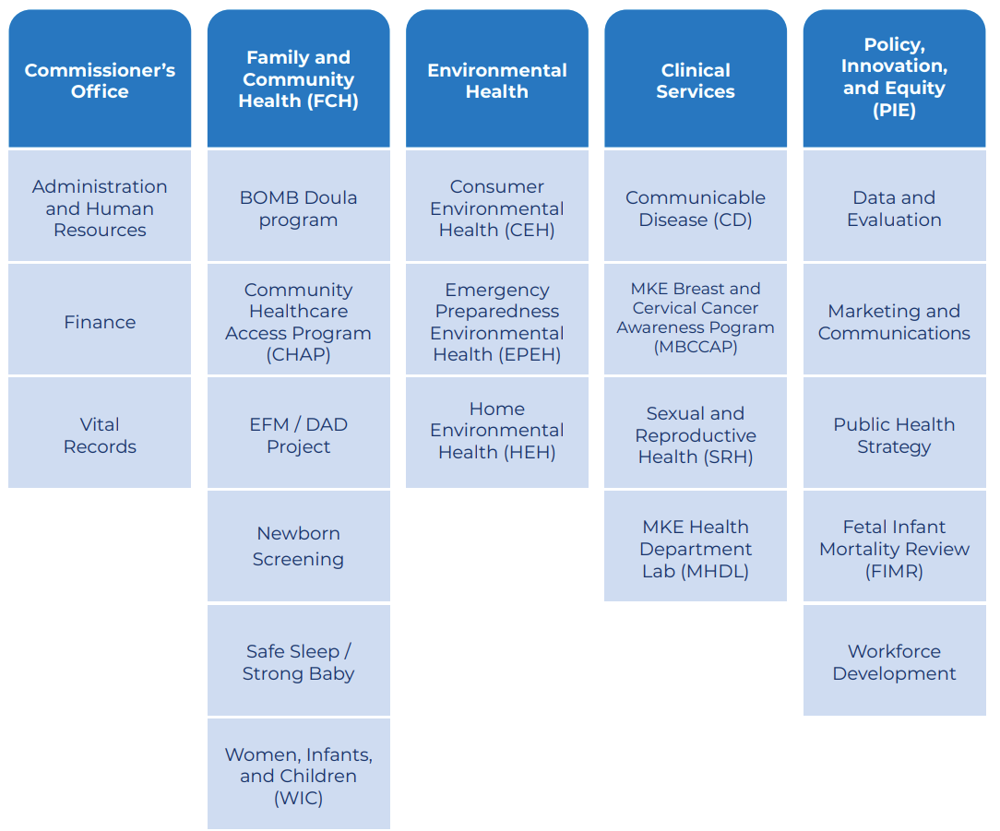 Commissioner's
Office
Family and
Community
Health (FCH)
Environmental
Health
Clinical
Services
Policy,
Innovation,
and Equity
(PIE)
Administration
and Human
Resources
BOMB Doula
program
Consumer
Environmental
Health (CEH)
Communicable
Disease (CD)
Data and
Evaluation
Finance
Community
Healthcare
Access Program
(CHAP)
Emergency
Preparedness
Environmental
Health (EPEH)
MKE Breast and
Cervical Cancer
Awareness Pogram
(MBCCAP)
Marketing and
Communications
Vital
Records
EFM / DAD
Project
Home
Environmental
Health (HEH)
Sexual and
Reproductive
Health (SRH)
Public Health
Strategy
Newborn
Screening
MKE Health
Department
Lab (MHDL)
Fetal Infant
Mortality Review
(FIMR)
Safe Sleep /
Strong Baby
Workforce
Development
Women, Infants,
and Children
(WIC)